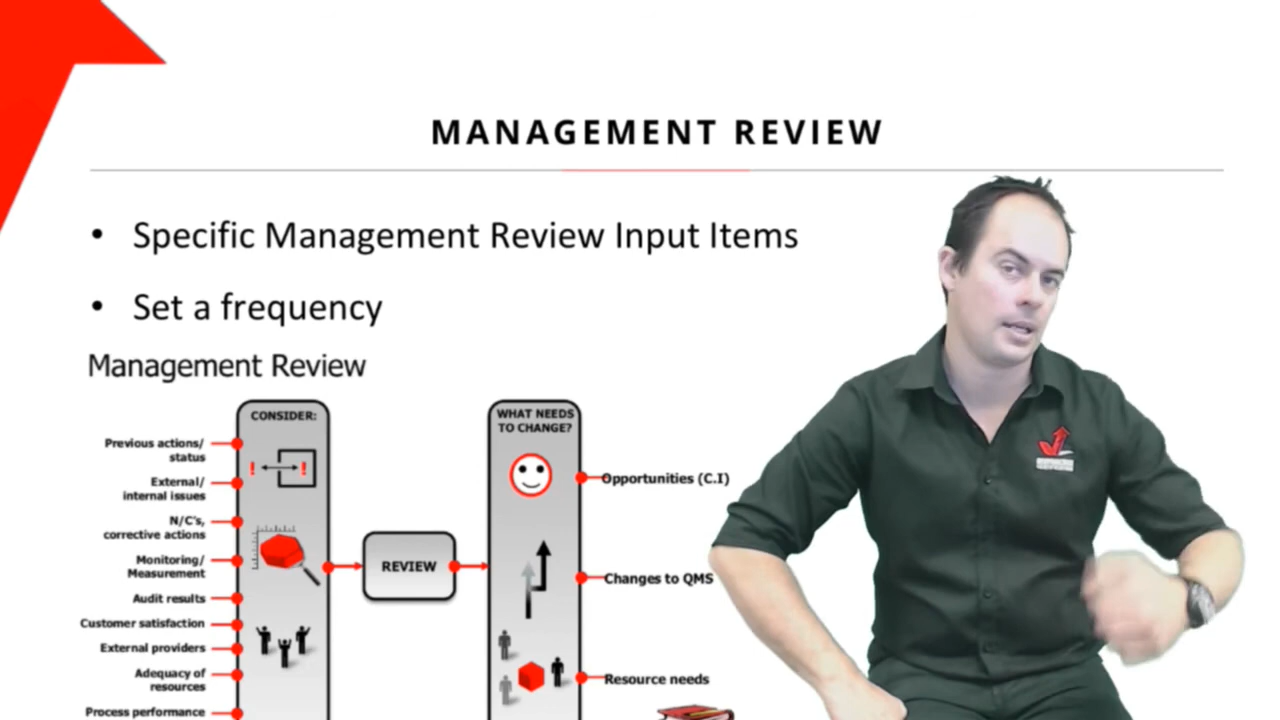 MANAGEMENT REVIEW
• Specific Management Review Input Items
• Set a frequency
Management Review
CONSIDER:
Previous actions/
status
External/
internal issues
N/C's,
corrective actions
Monitoring/
Measurement
Audit results
Customer satisfaction
External providers
Adequacy of
resources
Process performance
! !
REVIEW
WHAT NEEDS
TO CHANGE?
Opportunities (C.I)
Changes to QMS
Resource needs